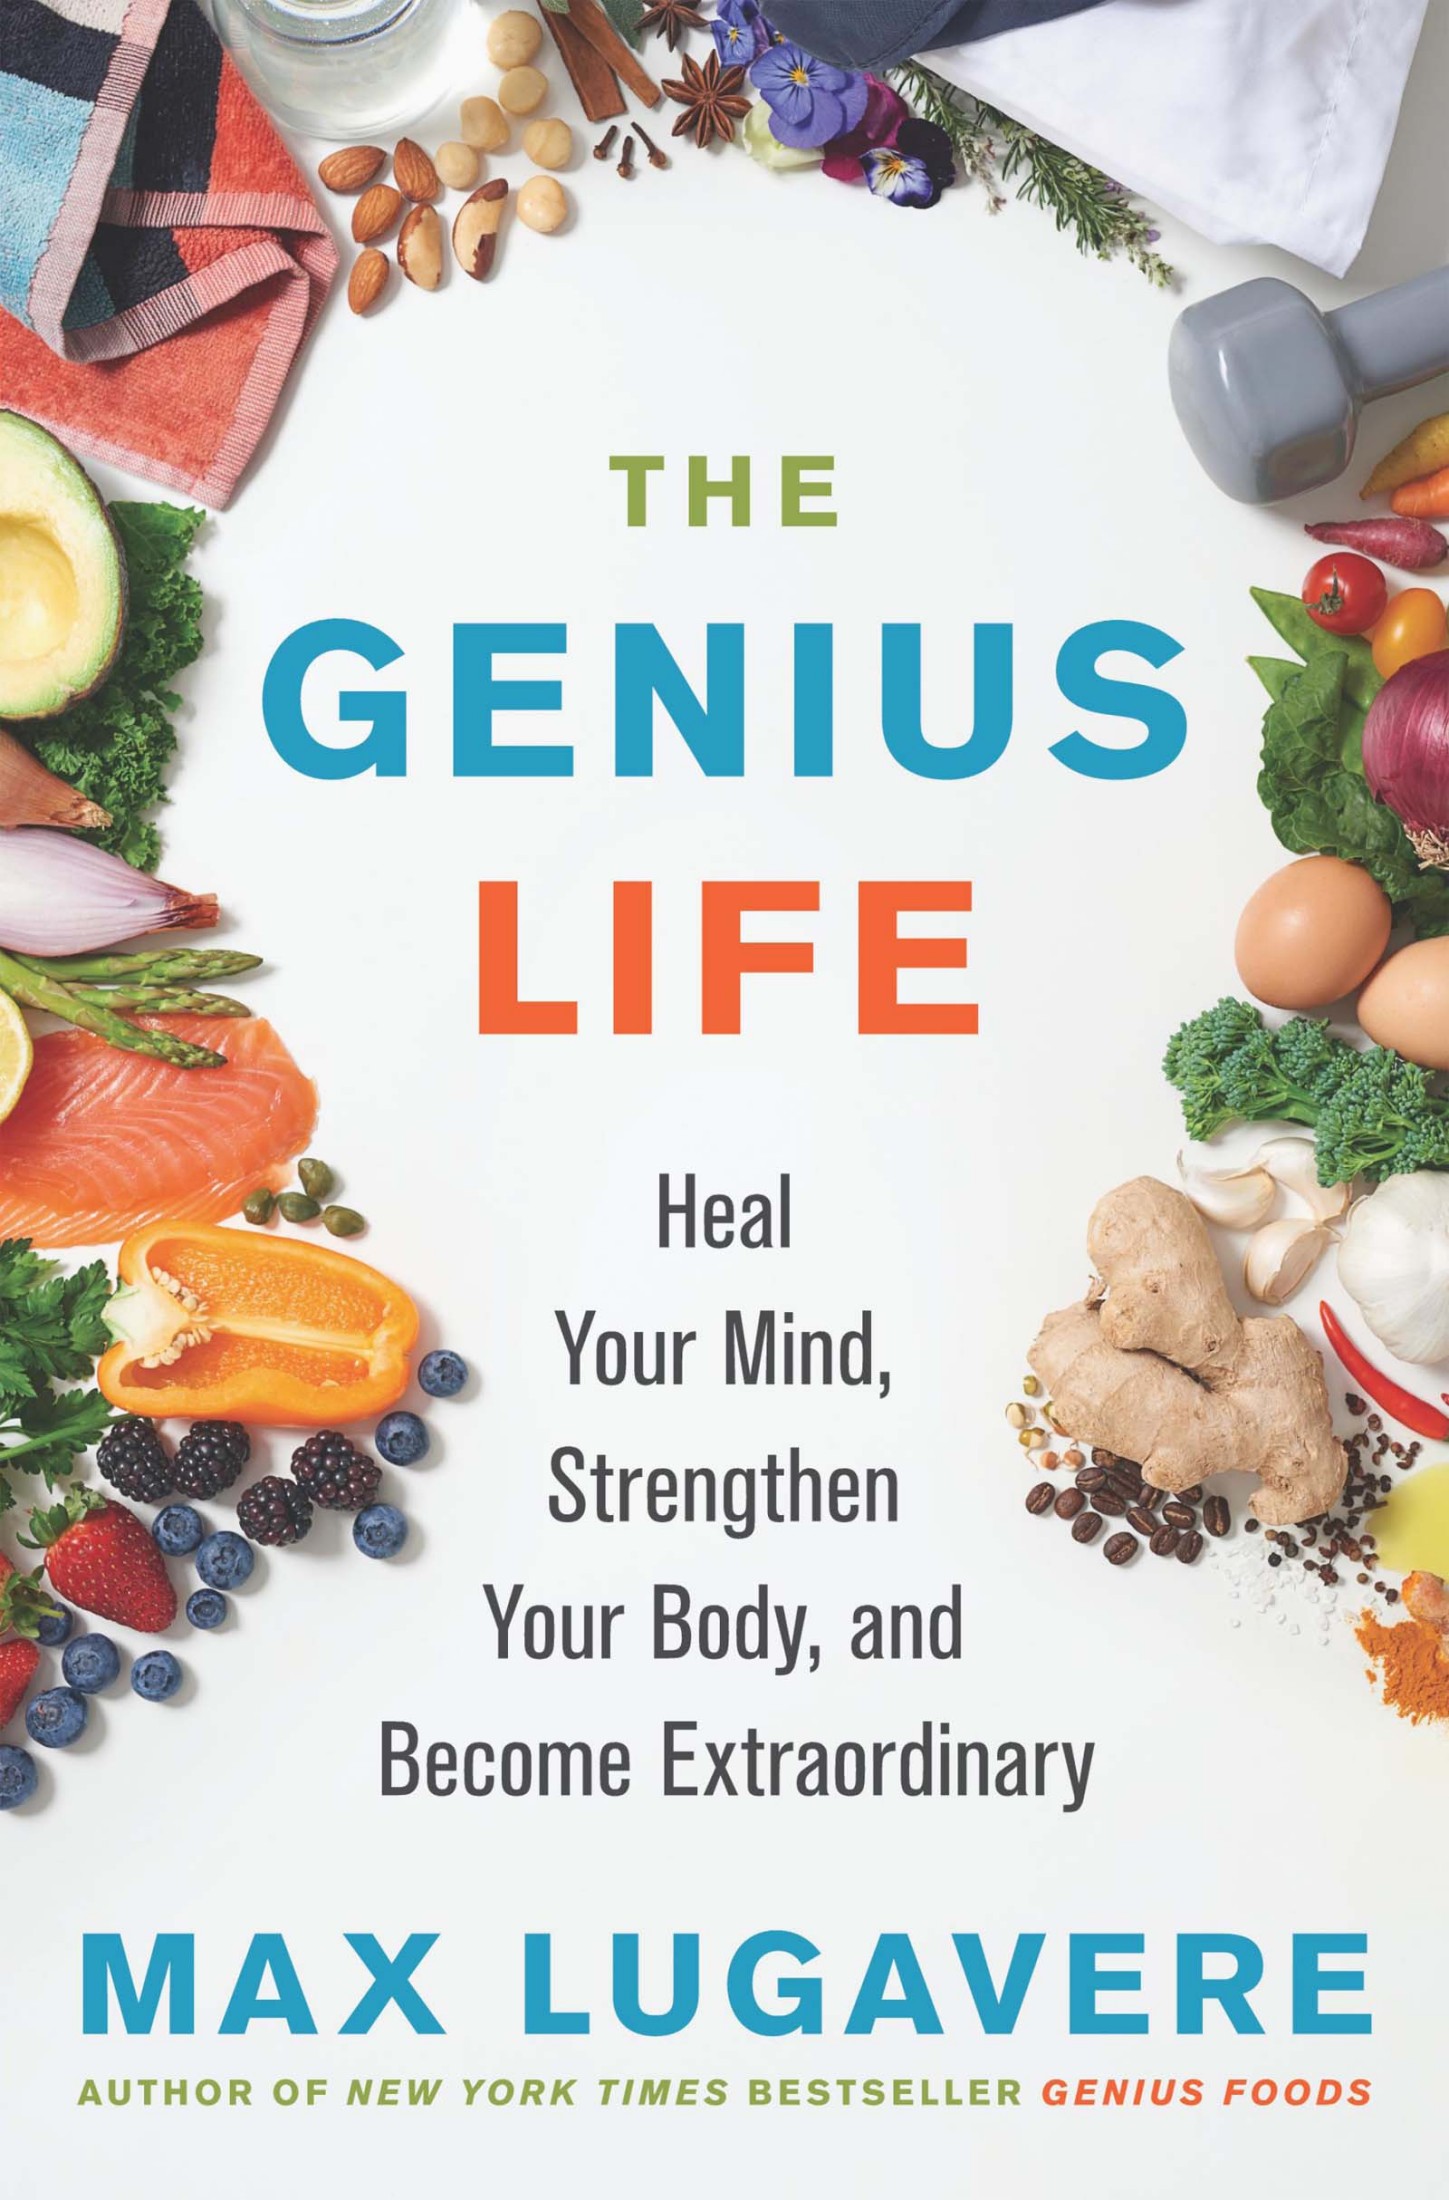 THE
GENIUS
LIFE
Heal
Your Mind,
Strengthen
Your Body, and
Become Extraordinary
MAX LUGAVERE
AUTHOR OF NEW YORK TIMES BESTSELLER GENIUS FOODS